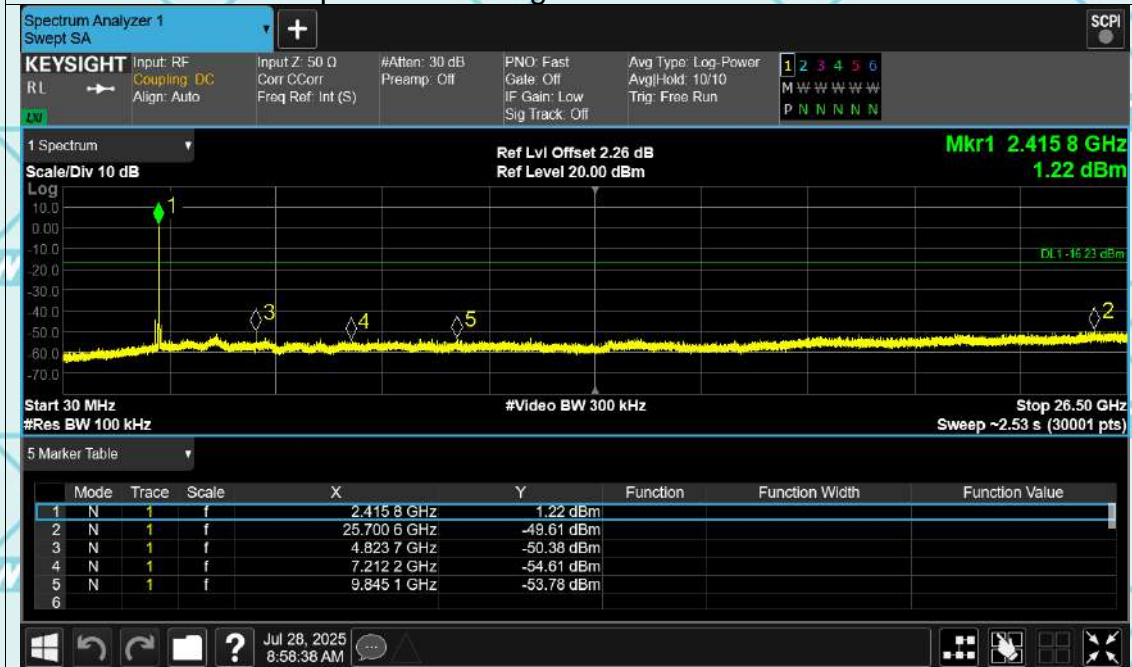 Spectrum Analyzer 1
Swept SA
+
SCPI
KEYSIGHT
RL
LXI
Input: RF
Coupling: DC
Align: Auto
Input Z: 50 Ω
Corr CCorr
Freq Ref: Int (S)
#Atten: 30 dB
Preamp: Off
PNO: Fast
Gate: Off
IF Gain: Low
Sig Track: Off
Avg Type: Log-Power
Avg|Hold: 10/10
Trig: Free Run
1 2 3 4 5 6
M W W W W W
P N N N N N
1 Spectrum
Scale/Div 10 dB
Ref Lvl Offset 2.26 dB
Ref Level 20.00 dBm
Mkr1 2.415 8 GHz
1.22 dBm
Log
10.0
0.00
-10.0
-20.0
-30.0
-40.0
-50.0
-60.0
-70.0
1
3
4
5
2
DL1 -16.23 dBm
Start 30 MHz
#Video BW 300 kHz
Stop 26.50 GHz
#Res BW 100 kHz
Sweep ~2.53 s (30001 pts)
5 Marker Table
Mode Trace Scale X Y Function Function Width Function Value
1 N 1 f 2.415 8 GHz 1.22 dBm
2 N 1 f 25.700 6 GHz -49.61 dBm
3 N 1 f 4.823 7 GHz -50.38 dBm
4 N 1 f 7.212 2 GHz -54.61 dBm
5 N 1 f 9.845 1 GHz -53.78 dBm
6
?
Jul 28, 2025
8:58:38 AM